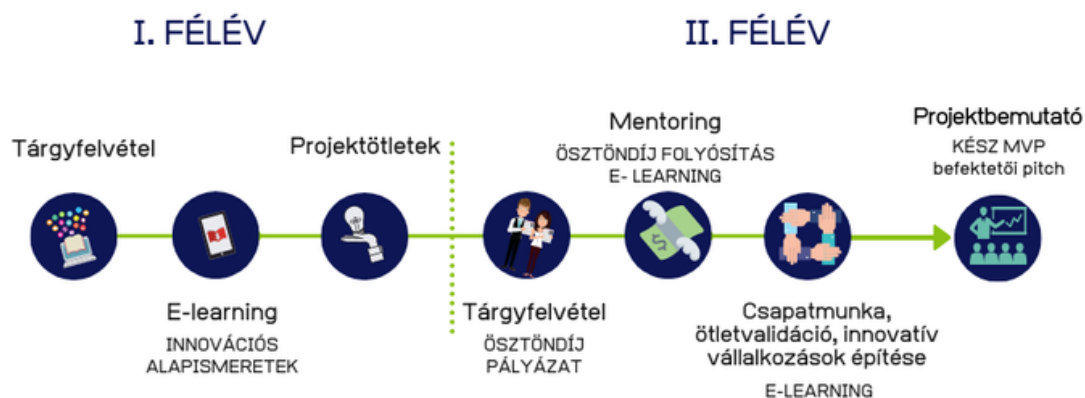 I. FÉLÉV
II. FÉLÉV
Tárgyfelvétel
E-learning
INNOVÁCIÓS
ALAPISMERETEK
Projektötletek
Tárgyfelvétel
ÖSZTÖNDÍJ
PÁLYÁZAT
Mentoring
ÖSZTÖNDÍJ FOLYÓSÍTÁS
E- LEARNING
Csapatmunka,
ötletvalidáció, innovatív
vállalkozások építése
E-LEARNING
Projektbemutató
KÉSZ MVP
befektetői pitch
$